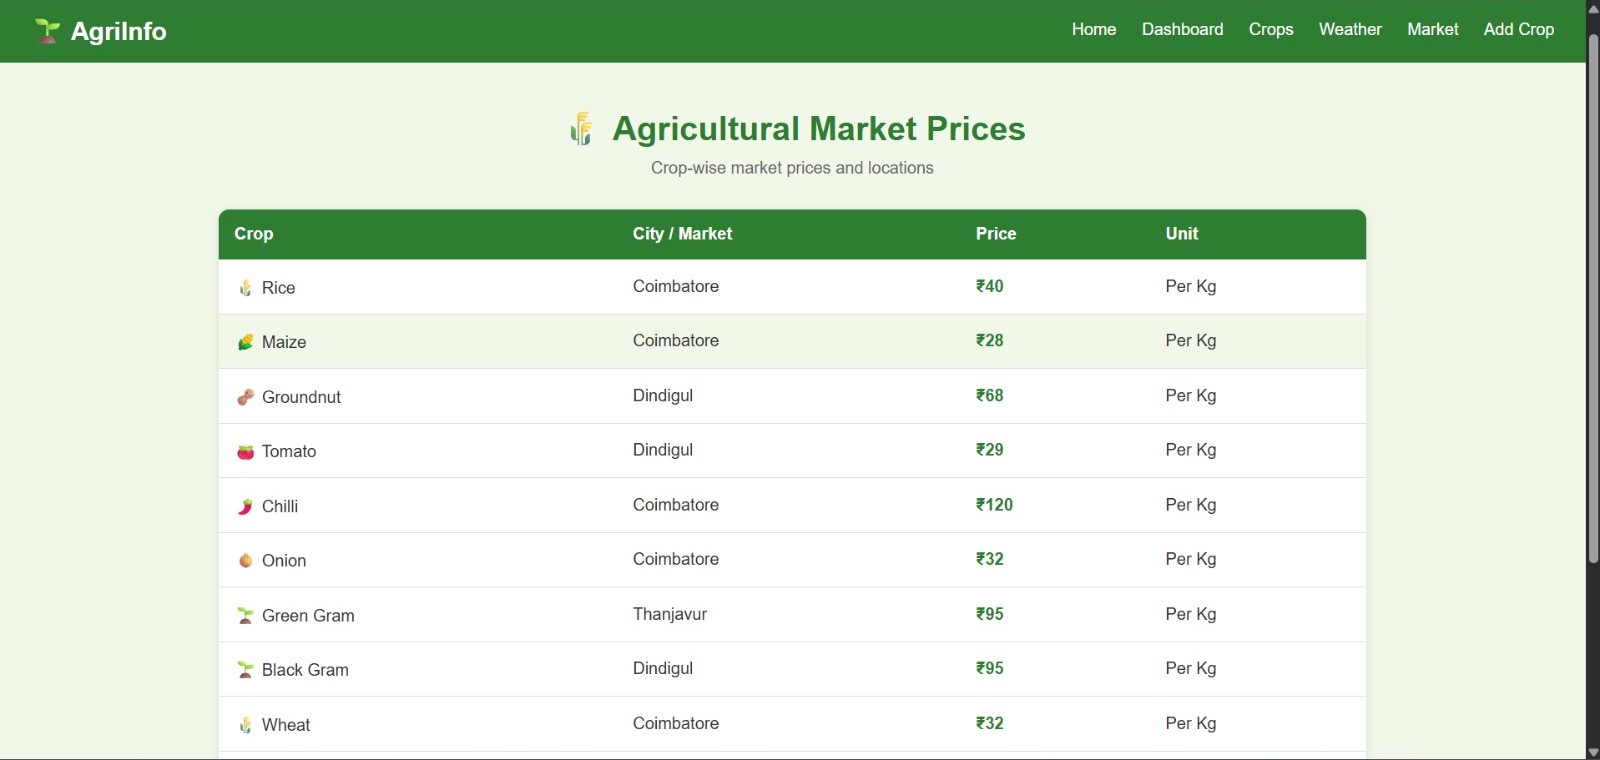 AgriInfo
Home Dashboard Crops Weather Market Add Crop
Agricultural Market Prices
Crop-wise market prices and locations
Crop City / Market Price Unit
Rice Coimbatore ₹40 Per Kg
Maize Coimbatore ₹28 Per Kg
Groundnut Dindigul ₹68 Per Kg
Tomato Dindigul ₹29 Per Kg
Chilli Coimbatore ₹120 Per Kg
Onion Coimbatore ₹32 Per Kg
Green Gram Thanjavur ₹95 Per Kg
Black Gram Dindigul ₹95 Per Kg
Wheat Coimbatore ₹32 Per Kg